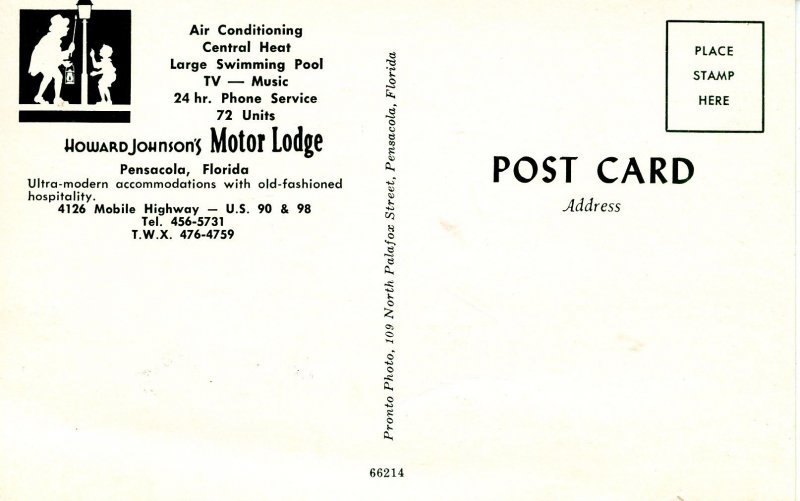 Air Conditioning
Central Heat
Large Swimming Pool
TV — Music
24 hr. Phone Service
72 Units
HOWARD JOHNSON'S Motor Lodge
Pensacola, Florida
Ultra-modern accommodations with old-fashioned
hospitality.
4126 Mobile Highway — U.S. 90 & 98
Tel. 456-5731
T.W.X. 476-4759
Pronto Photo, 109 North Palafox Street, Pensacola, Florida
66214
PLACE
STAMP
HERE
POST CARD
Address